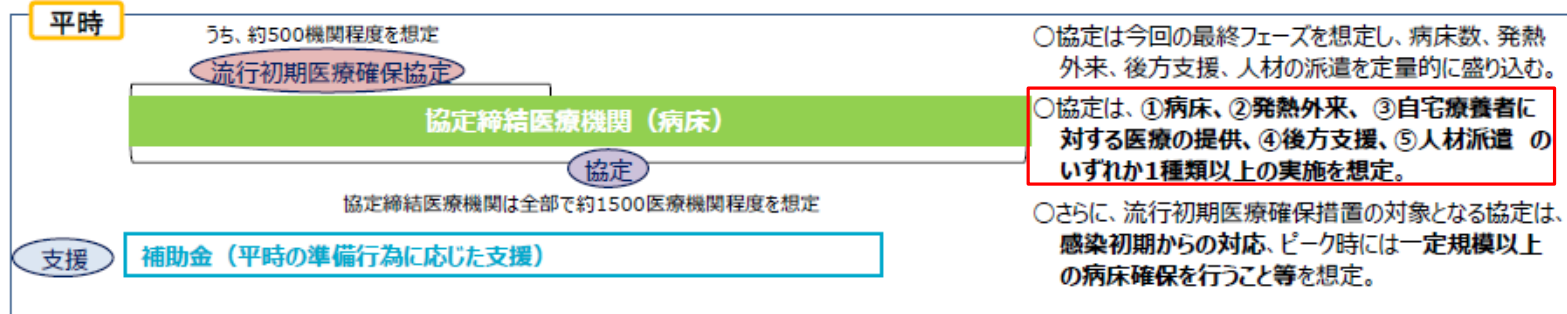 平時
うち、約500機関程度を想定
流行初期医療確保協定
協定締結医療機関（病床）
協定
協定締結医療機関は全部で約1500医療機関程度を想定
支援
補助金（平時の準備行為に応じた支援）
○協定は今回の最終フェーズを想定し、病床数、発熱
外来、後方支援、人材の派遣を定量的に盛り込む。
○協定は、①病床、②発熱外来、③自宅療養者に
対する医療の提供、④後方支援、⑤人材派遣 の
いずれか1種類以上の実施を想定。
○さらに、流行初期医療確保措置の対象となる協定は、
感染初期からの対応、ピーク時には一定規模以上
の病床確保を行うこと等を想定。